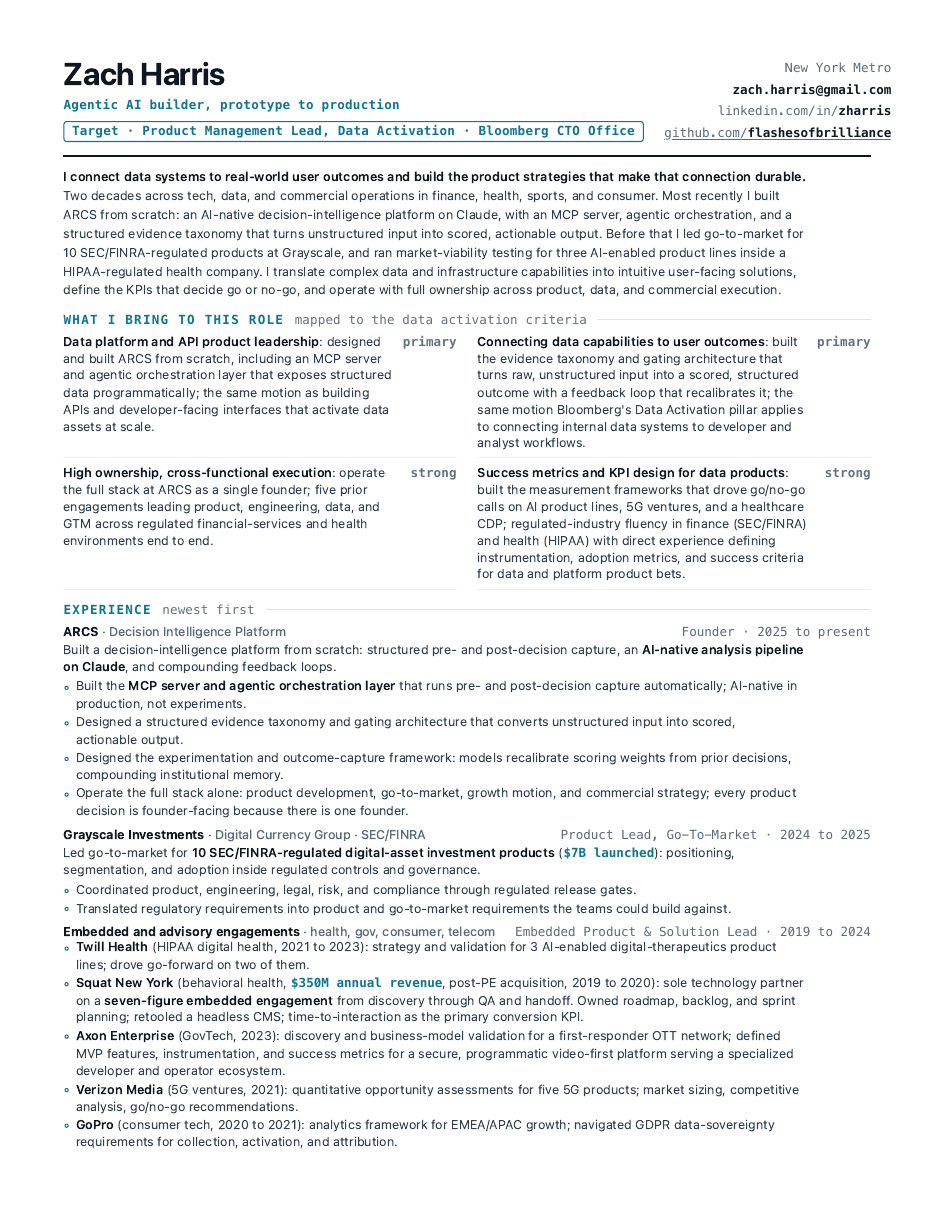 Zach Harris
Agentic AI builder, prototype to production
Target · Product Management Lead, Data Activation · Bloomberg CTO Office
New York Metro
zach.harris@gmail.com
linkedin.com/in/zharris
github.com/flashesofbrilliance
I connect data systems to real-world user outcomes and build the product strategies that make that connection durable.
Two decades across tech, data, and commercial operations in finance, health, sports, and consumer. Most recently I built
ARCS from scratch: an AI-native decision-intelligence platform on Claude, with an MCP server, agentic orchestration, and a
structured evidence taxonomy that turns unstructured input into scored, actionable output. Before that I led go-to-market for
10 SEC/FINRA-regulated products at Grayscale, and ran market-viability testing for three AI-enabled product lines inside a
HIPAA-regulated health company. I translate complex data and infrastructure capabilities into intuitive user-facing solutions,
define the KPIs that decide go or no-go, and operate with full ownership across product, data, and commercial execution.
WHAT I BRING TO THIS ROLE mapped to the data activation criteria
Data platform and API product leadership: designed primary
and built ARCS from scratch, including an MCP server
and agentic orchestration layer that exposes structured
data programmatically; the same motion as building
APIs and developer-facing interfaces that activate data
assets at scale.
Connecting data capabilities to user outcomes: built primary
the evidence taxonomy and gating architecture that
turns raw, unstructured input into a scored, structured
outcome with a feedback loop that recalibrates it; the
same motion Bloomberg's Data Activation pillar applies
to connecting internal data systems to developer and
analyst workflows.
High ownership, cross-functional execution: operate strong
the full stack at ARCS as a single founder; five prior
engagements leading product, engineering, data, and
GTM across regulated financial-services and health
environments end to end.
Success metrics and KPI design for data products: strong
built the measurement frameworks that drove go/no-go
calls on AI product lines, 5G ventures, and a healthcare
CDP; regulated-industry fluency in finance (SEC/FINRA)
and health (HIPAA) with direct experience defining
instrumentation, adoption metrics, and success criteria
for data and platform product bets.
EXPERIENCE newest first
ARCS · Decision Intelligence Platform Founder · 2025 to present
Built a decision-intelligence platform from scratch: structured pre- and post-decision capture, an AI-native analysis pipeline
on Claude, and compounding feedback loops.
Built the MCP server and agentic orchestration layer that runs pre- and post-decision capture automatically; AI-native in
production, not experiments.
Designed a structured evidence taxonomy and gating architecture that converts unstructured input into scored,
actionable output.
Designed the experimentation and outcome-capture framework: models recalibrate scoring weights from prior decisions,
compounding institutional memory.
Operate the full stack alone: product development, go-to-market, growth motion, and commercial strategy; every product
decision is founder-facing because there is one founder.
Grayscale Investments · Digital Currency Group · SEC/FINRA Product Lead, Go-To-Market · 2024 to 2025
Led go-to-market for 10 SEC/FINRA-regulated digital-asset investment products ($7B launched): positioning,
segmentation, and adoption inside regulated controls and governance.
Coordinated product, engineering, legal, risk, and compliance through regulated release gates.
Translated regulatory requirements into product and go-to-market requirements the teams could build against.
Embedded and advisory engagements · health, gov, consumer, telecom Embedded Product & Solution Lead · 2019 to 2024
Twill Health (HIPAA digital health, 2021 to 2023): strategy and validation for 3 AI-enabled digital-therapeutics product
lines; drove go-forward on two of them.
Squat New York (behavioral health, $350M annual revenue, post-PE acquisition, 2019 to 2020): sole technology partner
on a seven-figure embedded engagement from discovery through QA and handoff. Owned roadmap, backlog, and sprint
planning; retooled a headless CMS; time-to-interaction as the primary conversion KPI.
Axon Enterprise (GovTech, 2023): discovery and business-model validation for a first-responder OTT network; defined
MVP features, instrumentation, and success metrics for a secure, programmatic video-first platform serving a specialized
developer and operator ecosystem.
Verizon Media (5G ventures, 2021): quantitative opportunity assessments for five 5G products; market sizing, competitive
analysis, go/no-go recommendations.
GoPro (consumer tech, 2020 to 2021): analytics framework for EMEA/APAC growth; navigated GDPR data-sovereignty
requirements for collection, activation, and attribution.